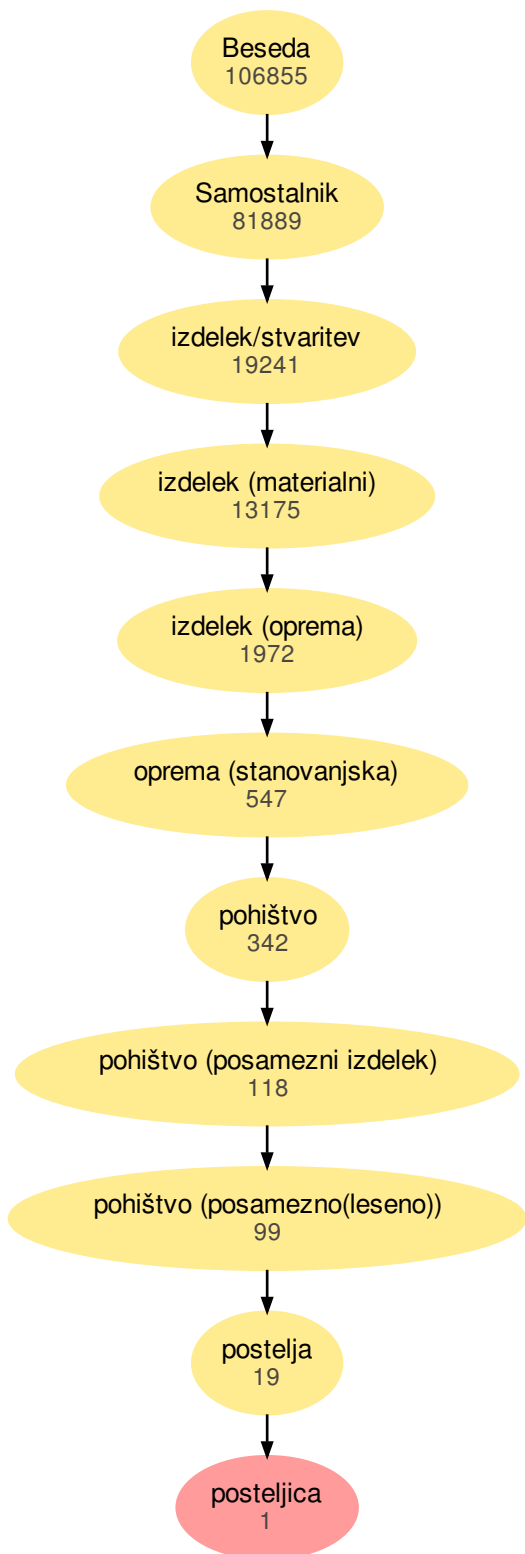 Beseda
106855
Samostalnik
81889
izdelek/stvaritev
19241
izdelek (materialni)
13175
izdelek (oprema)
1972
oprema (stanovanjska)
547
pohištvo
342
pohištvo (posamezni izdelek)
118
pohištvo (posamezno(leseno))
99
postelja
19
posteljica
1